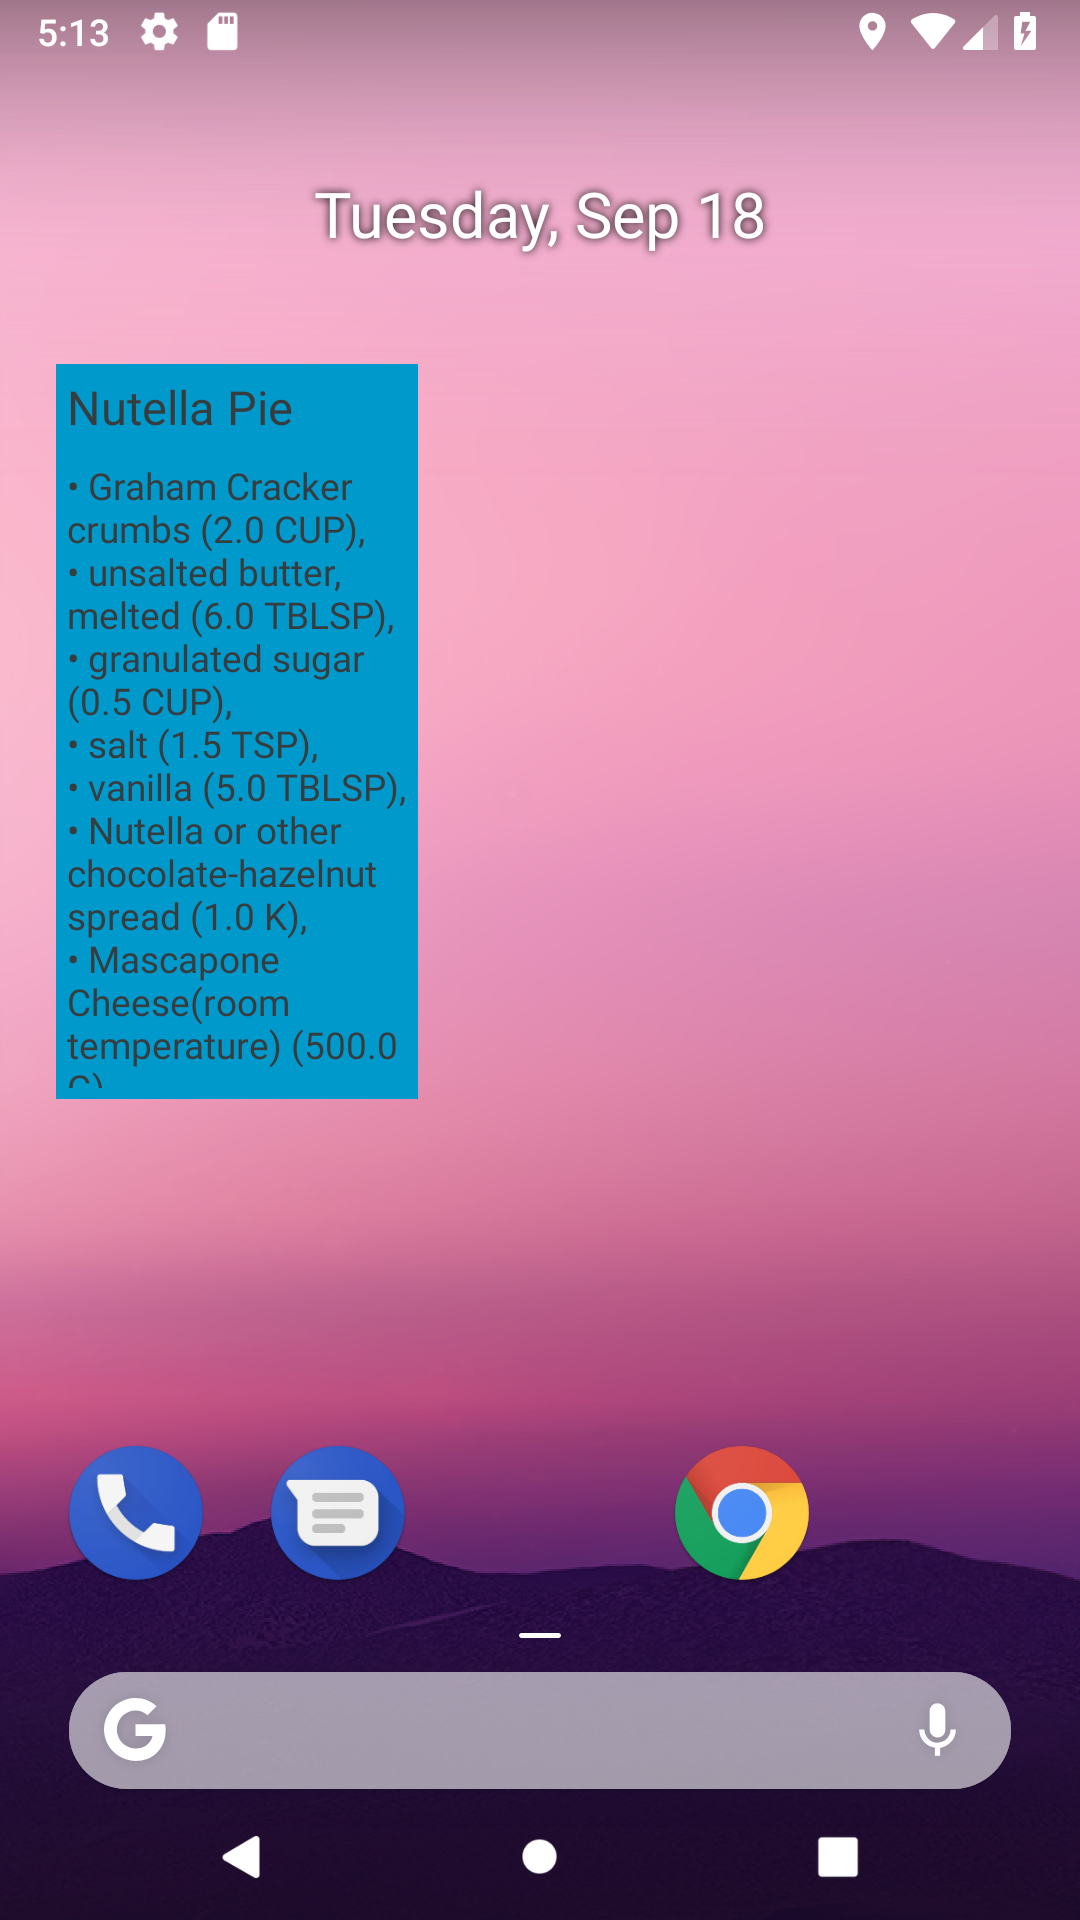 5:13
Tuesday, Sep 18
Nutella Pie
• Graham Cracker
crumbs (2.0 CUP),
• unsalted butter,
melted (6.0 TBLSP),
• granulated sugar
(0.5 CUP),
• salt (1.5 TSP),
• vanilla (5.0 TBLSP),
• Nutella or other
chocolate-hazelnut
spread (1.0 K),
• Mascapone
Cheese(room
temperature) (500.0